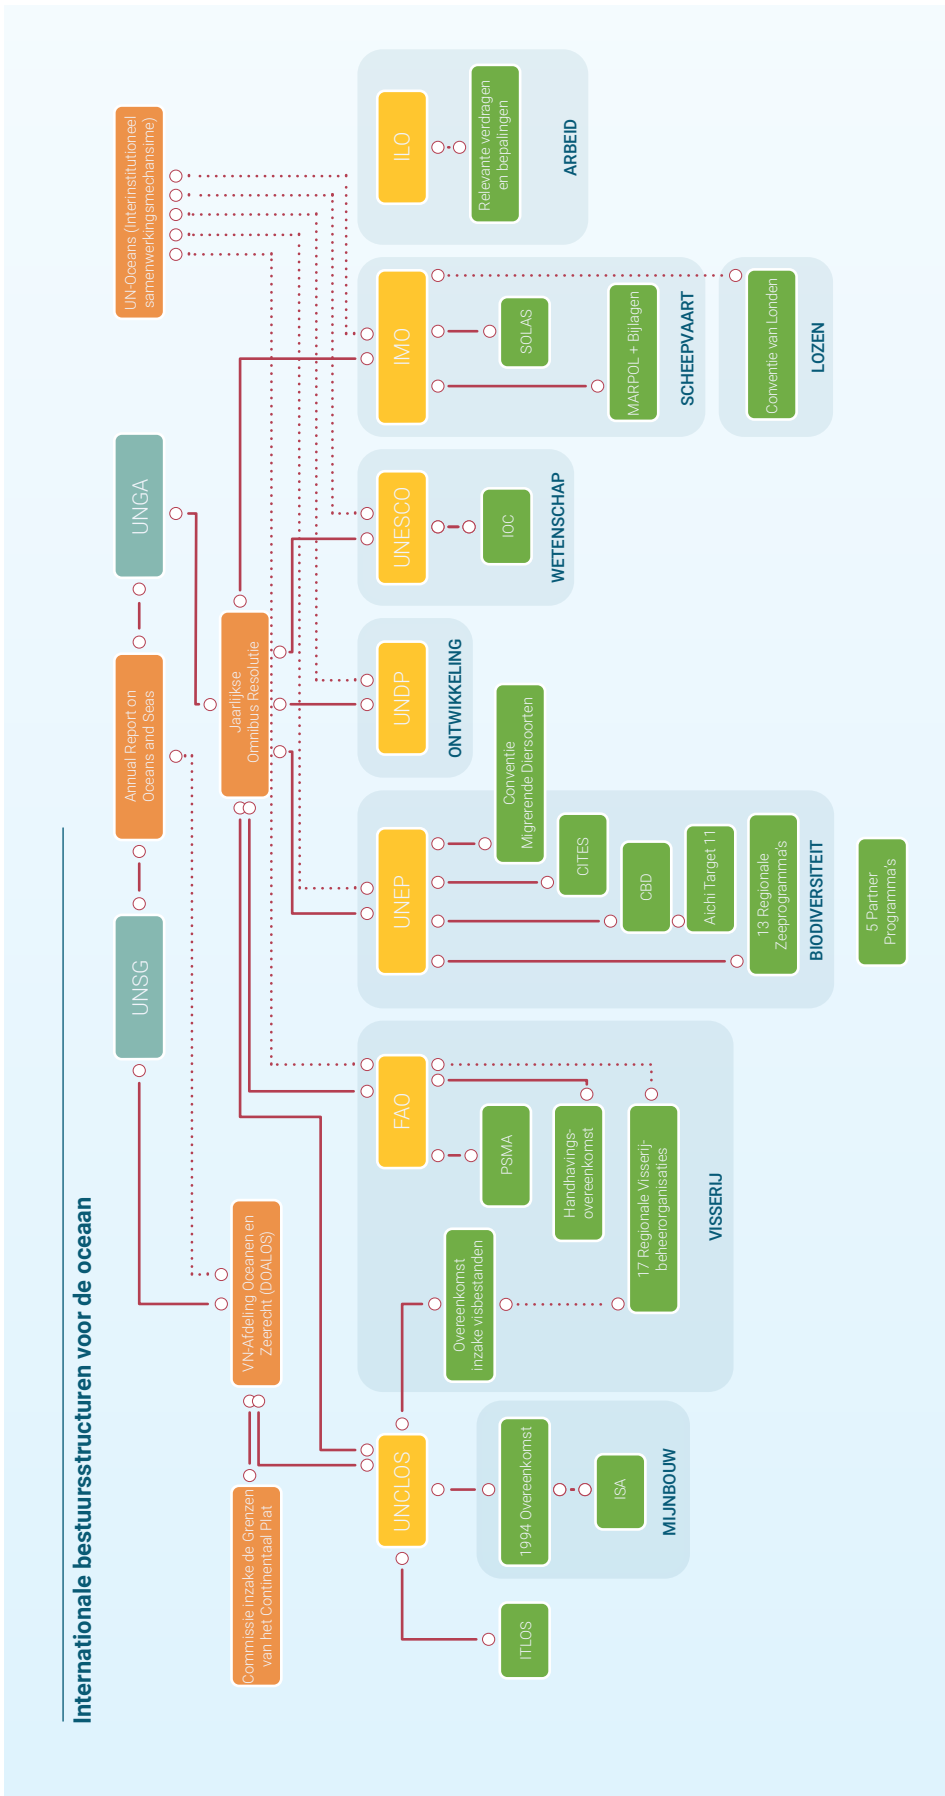 Internationale bestuursstructuren voor de oceaan
UNSG
Annual Report on
Oceans and Seas
UNGA
UN-Oceans (Interinstitutioneel
samenwerkingsmechansime)
Commissie inzake de Grenzen
van het Continentaal Plat
VN-Afdeling Oceanen en
Zeerecht (DOALOS)
Jaarlijkse
Omnibus Resolutie
UNCLOS
FAO
UNEP
UNDP
UNESCO
IMO
ILO
ITLOS
1994 Overeenkomst
ISA
MIJNBOUW
Overeenkomst
inzake visbestanden
PSMA
Handhavings-
overeenkomst
17 Regionale Visserij-
beheerorganisaties
VISSERIJ
Conventie
Migrerende Diersoorten
CITES
CBD
Aichi Target 11
13 Regionale
Zeeprogramma's
BIODIVERSITEIT
5 Partner
Programma's
ONTWIKKELING
IOC
WETENSCHAP
SOLAS
MARPOL + Bijlagen
SCHEEPVAART
Conventie van Londen
LOZEN
Relevante verdragen
en bepalingen
ARBEID